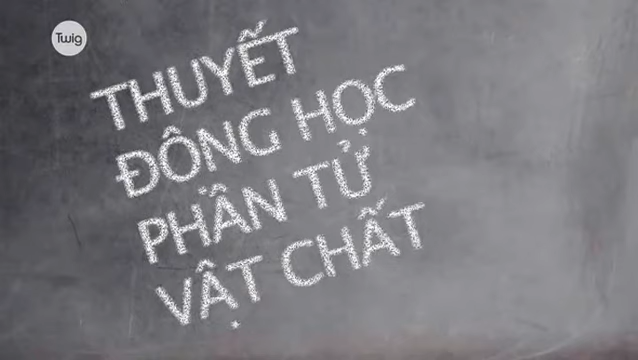 Twig
THUYẾT
ĐỘNG HỌC
PHÂN TỬ
VẬT CHẤT